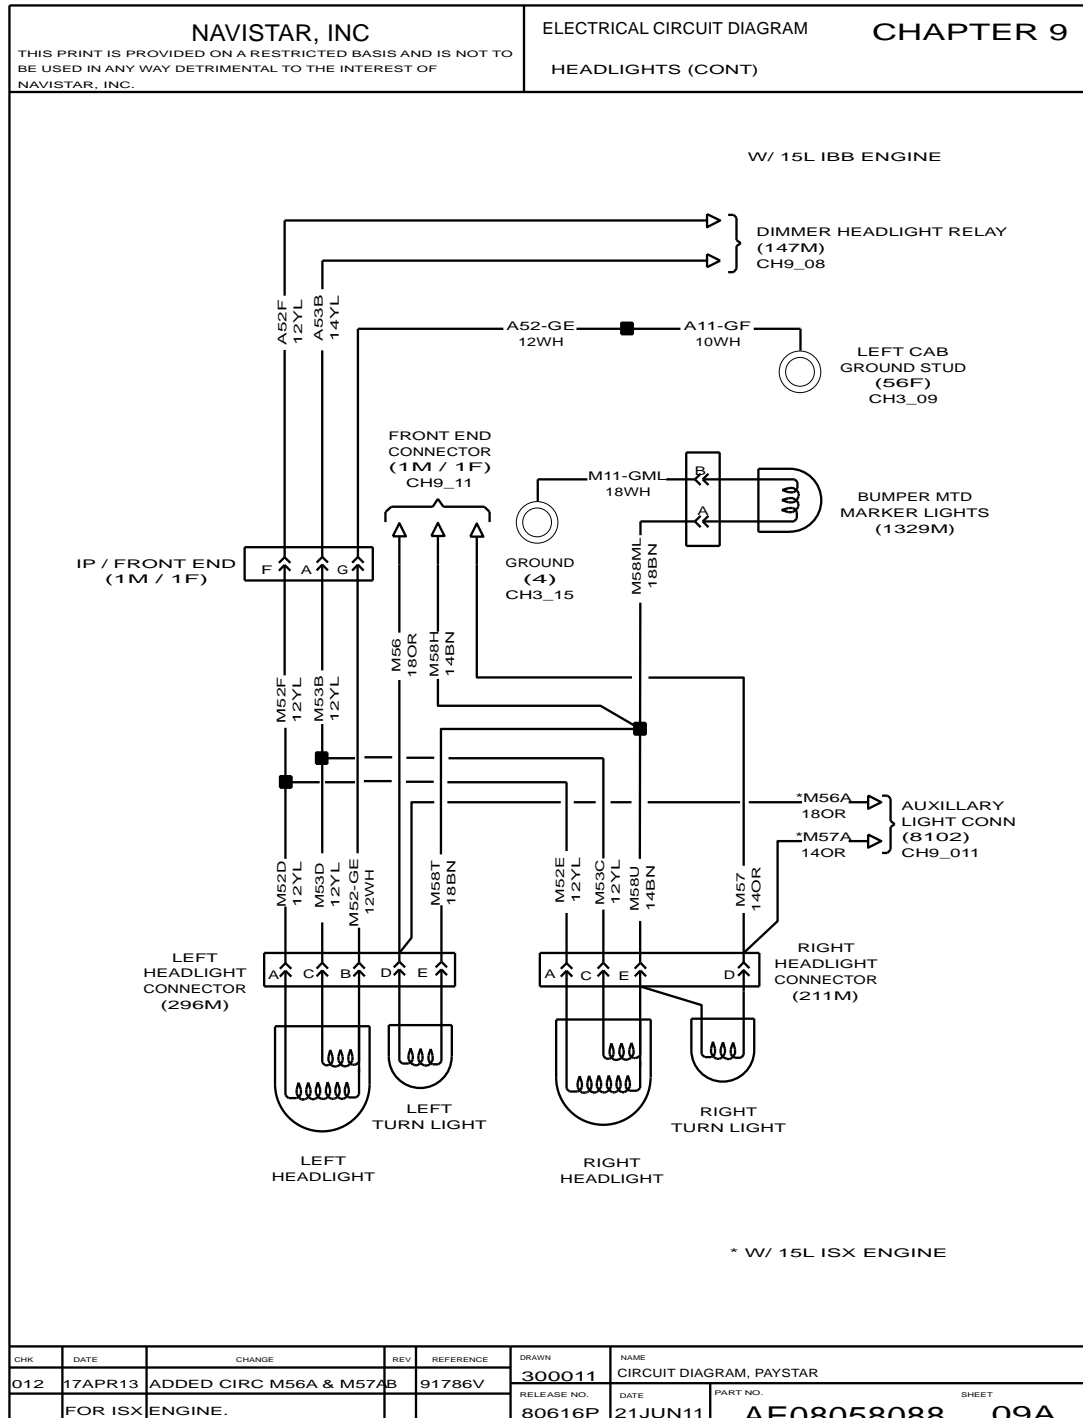 NAVISTAR, INC
THIS PRINT IS PROVIDED ON A RESTRICTED BASIS AND IS NOT TO
BE USED IN ANY WAY DETRIMENTAL TO THE INTEREST OF
NAVISTAR, INC.
ELECTRICAL CIRCUIT DIAGRAM
CHAPTER 9
HEADLIGHTS (CONT)
W/ 15L IBB ENGINE
DIMMER HEADLIGHT RELAY
(147M)
CH9_08
A52F
12YL
A53B
14YL
A52-GE
12WH
A11-GF
10WH
LEFT CAB
GROUND STUD
(56F)
CH3_09
FRONT END
CONNECTOR
(1M / 1F)
CH9_11
M11-GML
18WH
B
A
BUMPER MTD
MARKER LIGHTS
(1329M)
GROUND
(4)
CH3_15
M58ML
18BN
IP / FRONT END
(1M / 1F)
F
A
G
M56
18OR
M58H
14BN
M52F
12YL
M53B
12YL
*M56A
18OR
*M57A
14OR
AUXILLARY
LIGHT CONN
(8102)
CH9_011
M52D
12YL
M53D
12YL
M52-GE
12WH
M58T
18BN
M52E
12YL
M53C
12YL
M58U
14BN
M57
14OR
LEFT
HEADLIGHT
CONNECTOR
(296M)
A
C
B
D
E
A
C
E
D
RIGHT
HEADLIGHT
CONNECTOR
(211M)
LEFT
TURN LIGHT
RIGHT
TURN LIGHT
LEFT
HEADLIGHT
RIGHT
HEADLIGHT
* W/ 15L ISX ENGINE
CHK DATE CHANGE REV REFERENCE
012 17APR13 ADDED CIRC M56A & M57A B 91786V
FOR ISX ENGINE.
DRAWN
300011
NAME
CIRCUIT DIAGRAM, PAYSTAR
RELEASE NO.
80616P
DATE
21JUN11
PART NO.
AE08058088
SHEET
09A